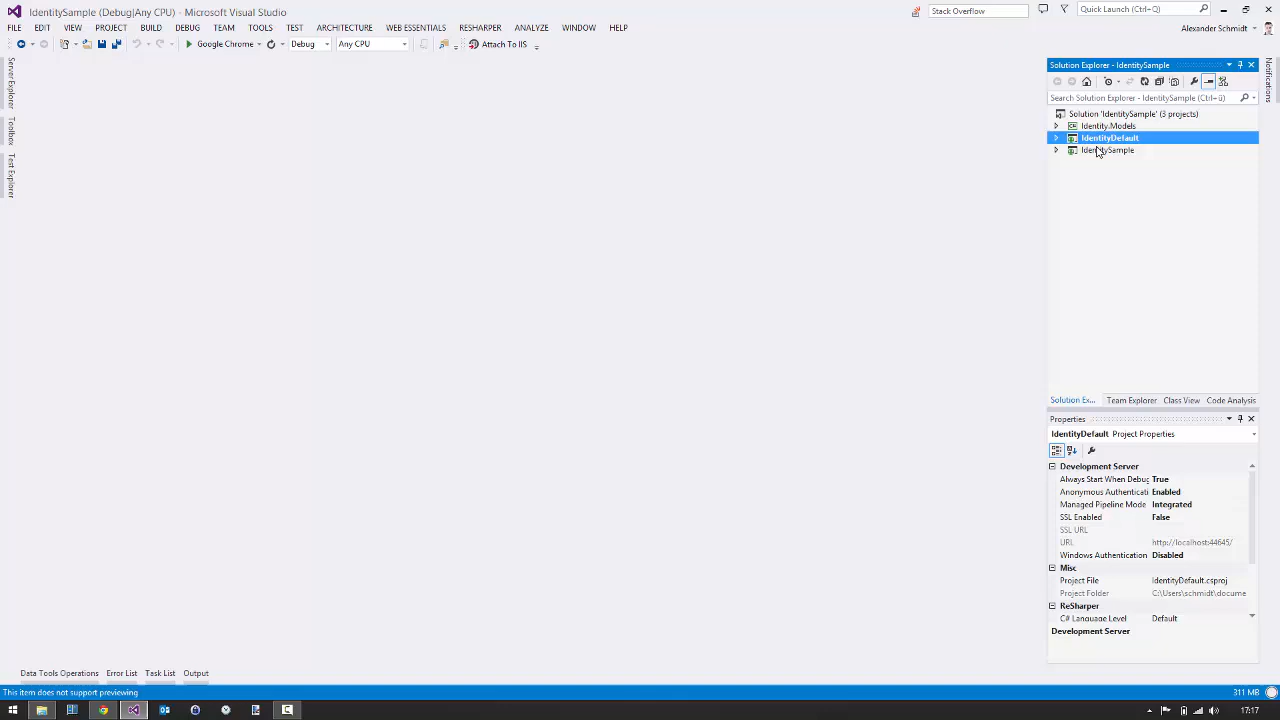 IdentitySample (Debug|Any CPU) - Microsoft Visual Studio
Stack Overflow
Quick Launch (Ctrl+Q)
FILE EDIT VIEW PROJECT BUILD DEBUG TEAM TOOLS TEST ARCHITECTURE WEB ESSENTIALS RESHARPER ANALYZE WINDOW HELP
Alexander Schmidt
Google Chrome Debug Any CPU Attach To IIS
Server Explorer
Toolbox
Test Explorer
Notifications
Solution Explorer - IdentitySample
Search Solution Explorer - IdentitySample (Ctrl+ü)
Solution 'IdentitySample' (3 projects)
Identity.Models
IdentityDefault
IdentitySample
Solution Ex... Team Explorer Class View Code Analysis
Properties
IdentityDefault Project Properties
Development Server
Always Start When Debug True
Anonymous Authenticati Enabled
Managed Pipeline Mode Integrated
SSL Enabled False
SSL URL
URL http://localhost:44645/
Windows Authentication Disabled
Misc
Project File IdentityDefault.csproj
Project Folder C:\Users\schmidt\docume
ReSharper
C# Language Level Default
Development Server
Data Tools Operations Error List Task List Output
This item does not support previewing 311 MB
17:17